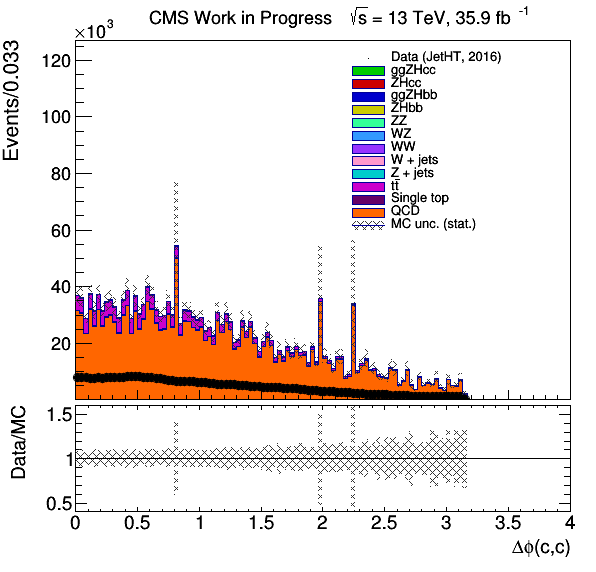 CMS Work in Progress √s = 13 TeV, 35.9 fb⁻¹
×10³
Events/0.033
120
100
80
60
40
20
Data (JetHT, 2016)
ggZHcc
ZHcc
ggZHbb
ZHbb
ZZ
WZ
WW
W + jets
Z + jets
tt̄
Single top
QCD
MC unc. (stat.)
Data/MC
1.5
1
0.5
0 0.5 1 1.5 2 2.5 3 3.5 4
Δϕ(c,c)